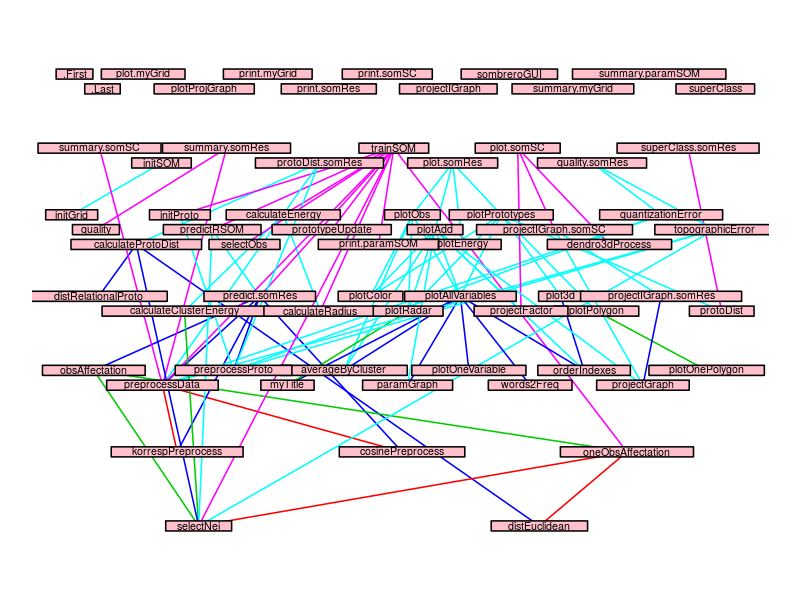 .First plot.myGrid print.myGrid print.somSC sombreroGUI summary.paramSOM
.Last plotProjGraph print.somRes projectIGraph summary.myGrid superClass
summary.somSC summary.somRes trainSOM plot.somSC superClass.somRes
initSOM protoDist.somRes plot.somRes quality.somRes
initGrid initProto calculateEnergy plotObs plotPrototypes quantizationError
quality predictRSOM prototypeUpdate plotAdd projectIGraph.somSC topographicError
calculateProtoDist selectObs print.paramSOM plotEnergy dendro3dProcess
distRelationalProto predict.somRes plotColor plotAllVariables plot3d projectIGraph.somRes
calculateClusterEnergy calculateRadius plotRadar projectFactor plotPolygon protoDist
obsAffectation preprocessProto averageByCluster plotOneVariable orderIndexes plotOnePolygon
preprocessData myTitle paramGraph words2Freq projectGraph
korrespPreprocess cosinePreprocess oneObsAffectation
selectNei distEuclidean